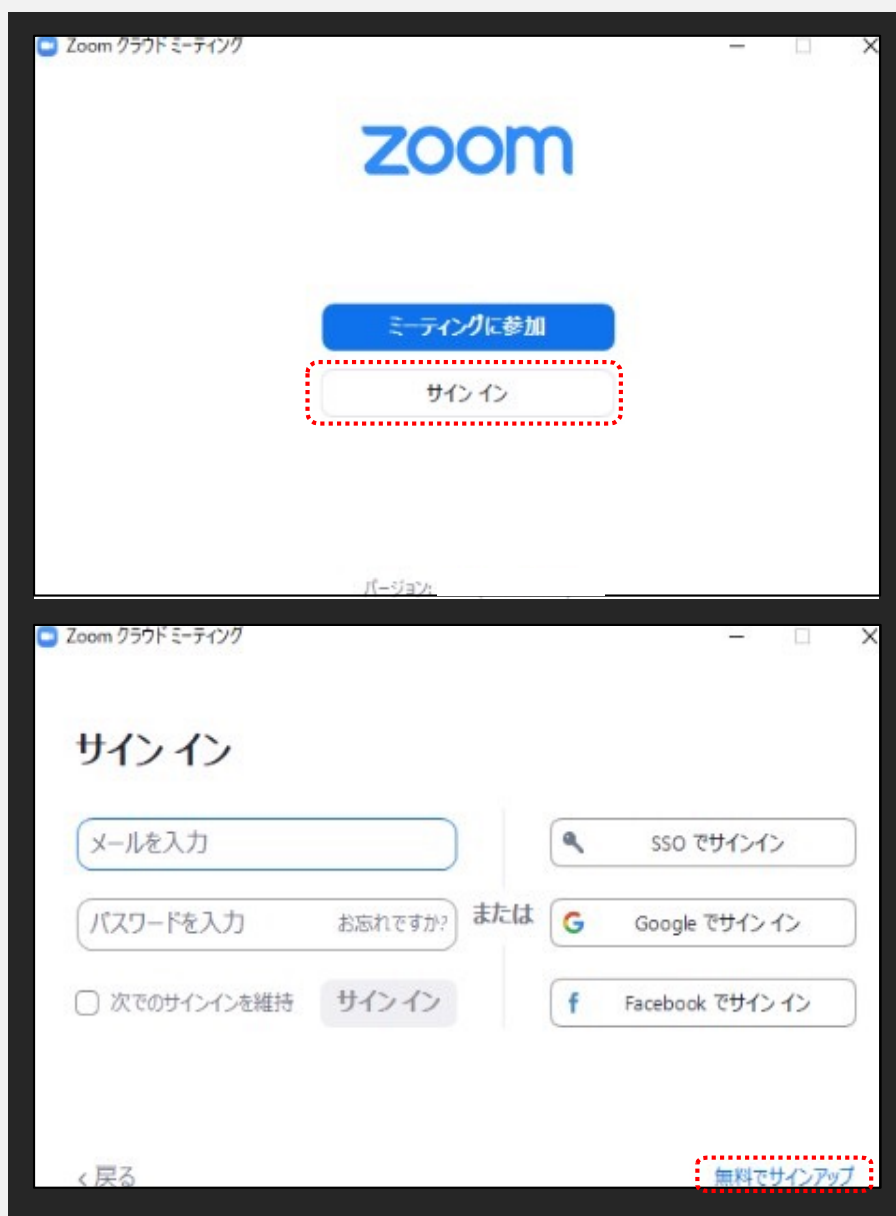 Zoom クラウド ミーティング
zoom
ミーティングに参加
サイン イン
バージョン:
Zoom クラウド ミーティング
サイン イン
メールを入力
SSO でサインイン
パスワードを入力 お忘れですか?
または
Google でサイン イン
次でのサインインを維持 サイン イン
Facebook でサイン イン
< 戻る
無料でサインアップ